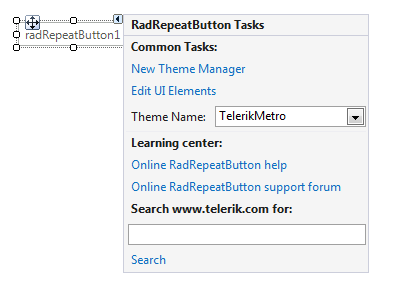 radRepeatButton1
RadRepeatButton Tasks
Common Tasks:
New Theme Manager
Edit UI Elements
Theme Name: TelerikMetro
Learning center:
Online RadRepeatButton help
Online RadRepeatButton support forum
Search www.telerik.com for:
Search